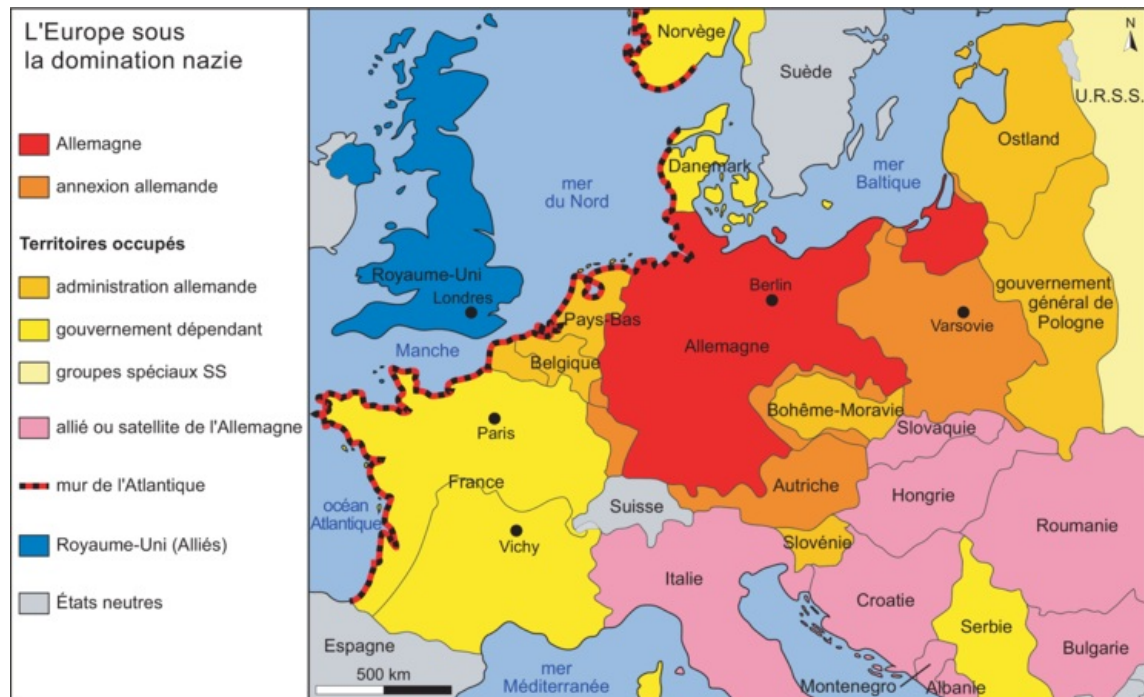 L'Europe sous
la domination nazie
Allemagne
annexion allemande
Territoires occupés
administration allemande
gouvernement dépendant
groupes spéciaux SS
allié ou satellite de l'Allemagne
mur de l'Atlantique
Royaume-Uni (Alliés)
États neutres
N
Norvège
Suède
U.R.S.S.
Ostland
Danemark
mer
Baltique
mer
du Nord
Royaume-Uni
Londres
Berlin
gouvernement
général de
Pologne
Pays-Bas
Varsovie
Allemagne
Manche
Belgique
Bohême-Moravie
Paris
Slovaquie
France
Autriche
Suisse
Hongrie
océan
Atlantique
Roumanie
Vichy
Slovénie
Italie
Croatie
Serbie
Espagne
Bulgarie
500 km
mer
Méditerranée
Montenegro
Albanie